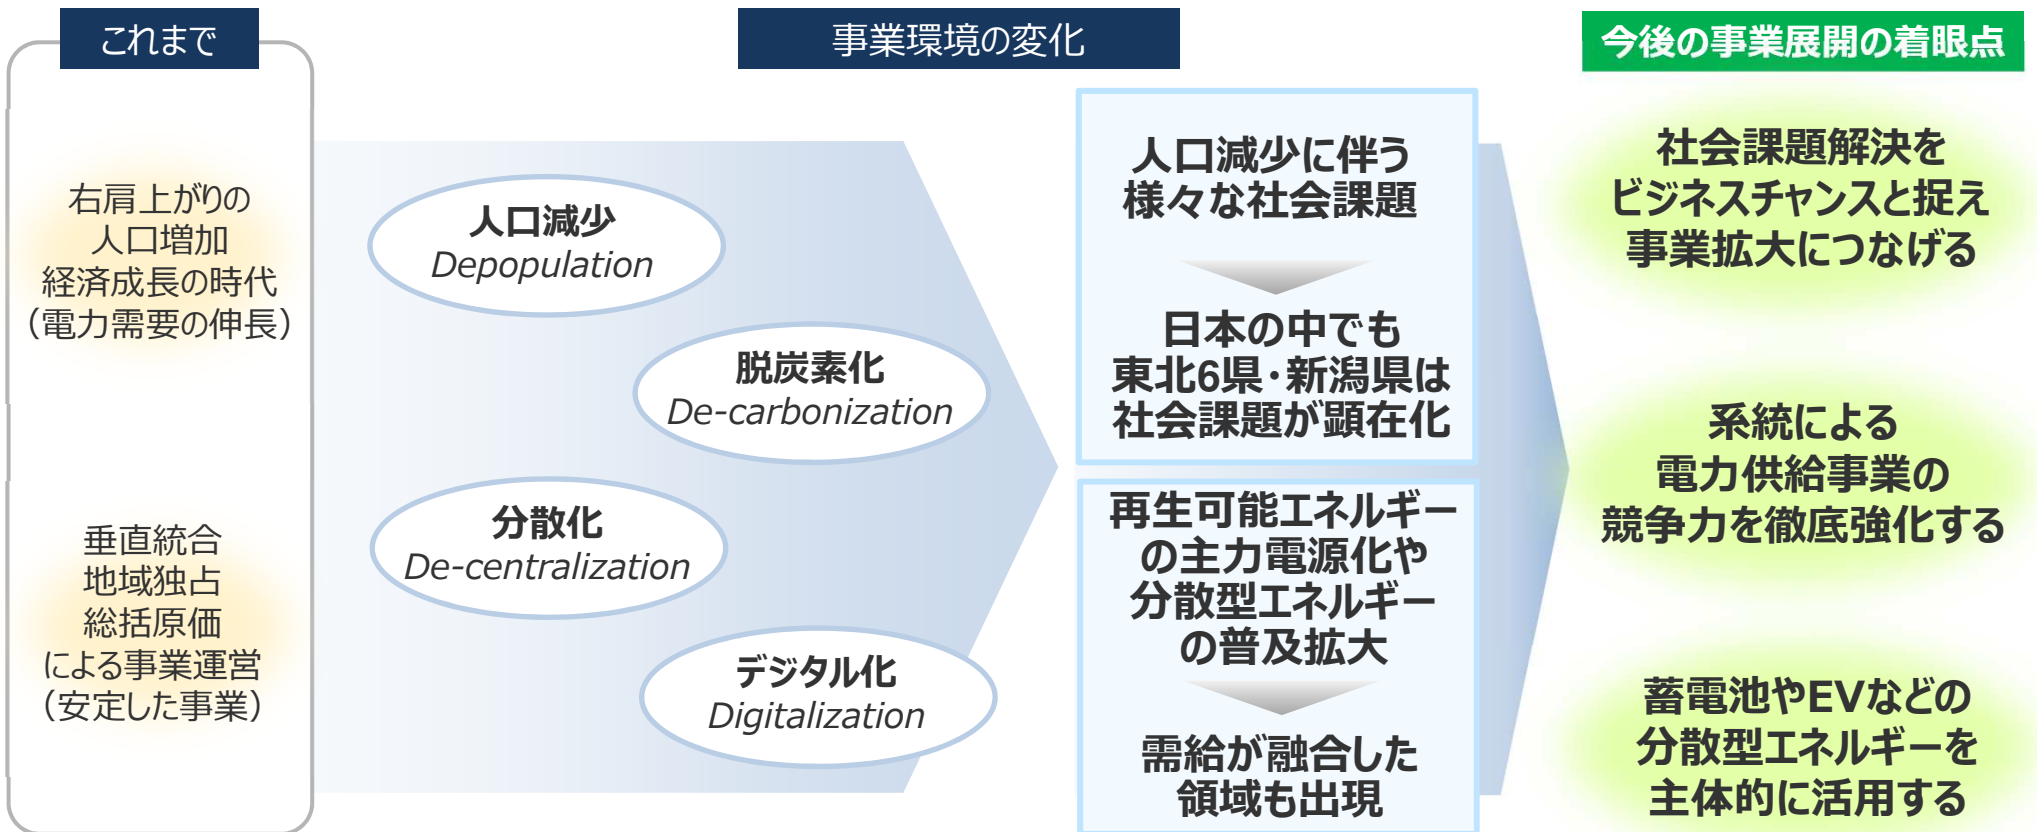 これまで
右肩上がりの
人口増加
経済成長の時代
(電力需要の伸長)
垂直統合
地域独占
総括原価
による事業運営
(安定した事業)
事業環境の変化
人口減少
Depopulation
脱炭素化
De-carbonization
分散化
De-centralization
デジタル化
Digitalization
人口減少に伴う
様々な社会課題
日本の中でも
東北6県・新潟県は
社会課題が顕在化
再生可能エネルギー
の主力電源化や
分散型エネルギー
の普及拡大
需給が融合した
領域も出現
今後の事業展開の着眼点
社会課題解決を
ビジネスチャンスと捉え
事業拡大につなげる
系統による
電力供給事業の
競争力を徹底強化する
蓄電池やEVなどの
分散型エネルギーを
主体的に活用する